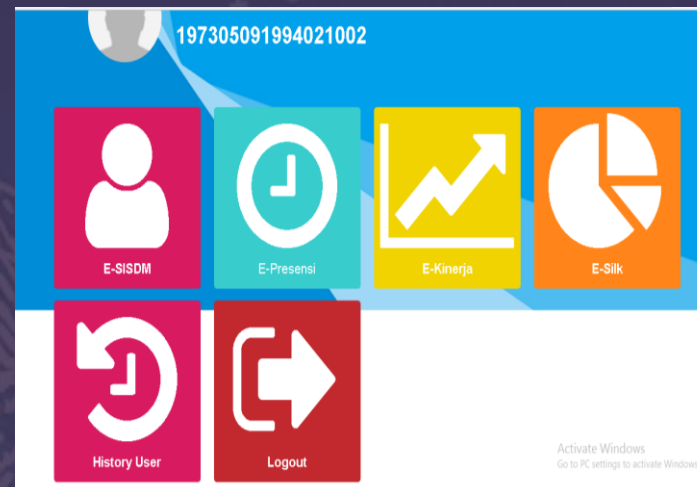 197305091994021002
E-SISDM
E-Presensi
E-Kinerja
E-Silk
History User
Logout
Activate Windows
Go to PC settings to activate Windows